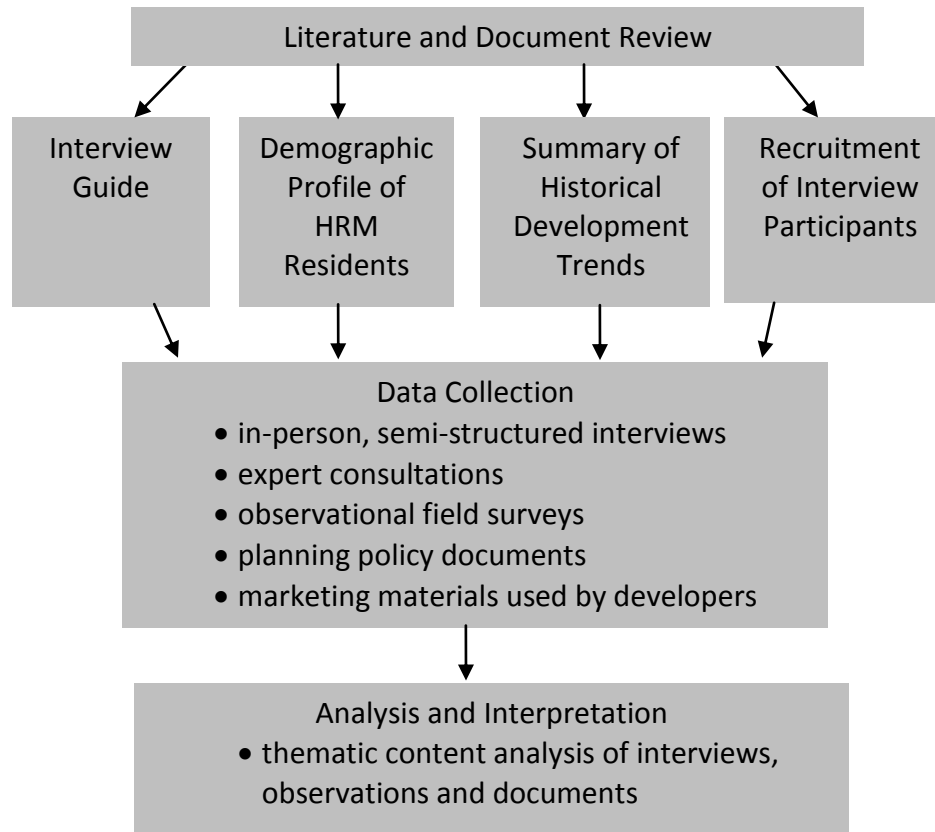 Literature and Document Review
Interview
Guide
Demographic
Profile of
HRM
Residents
Summary of
Historical
Development
Trends
Recruitment
of Interview
Participants
Data Collection
• in-person, semi-structured interviews
• expert consultations
• observational field surveys
• planning policy documents
• marketing materials used by developers
Analysis and Interpretation
• thematic content analysis of interviews,
observations and documents